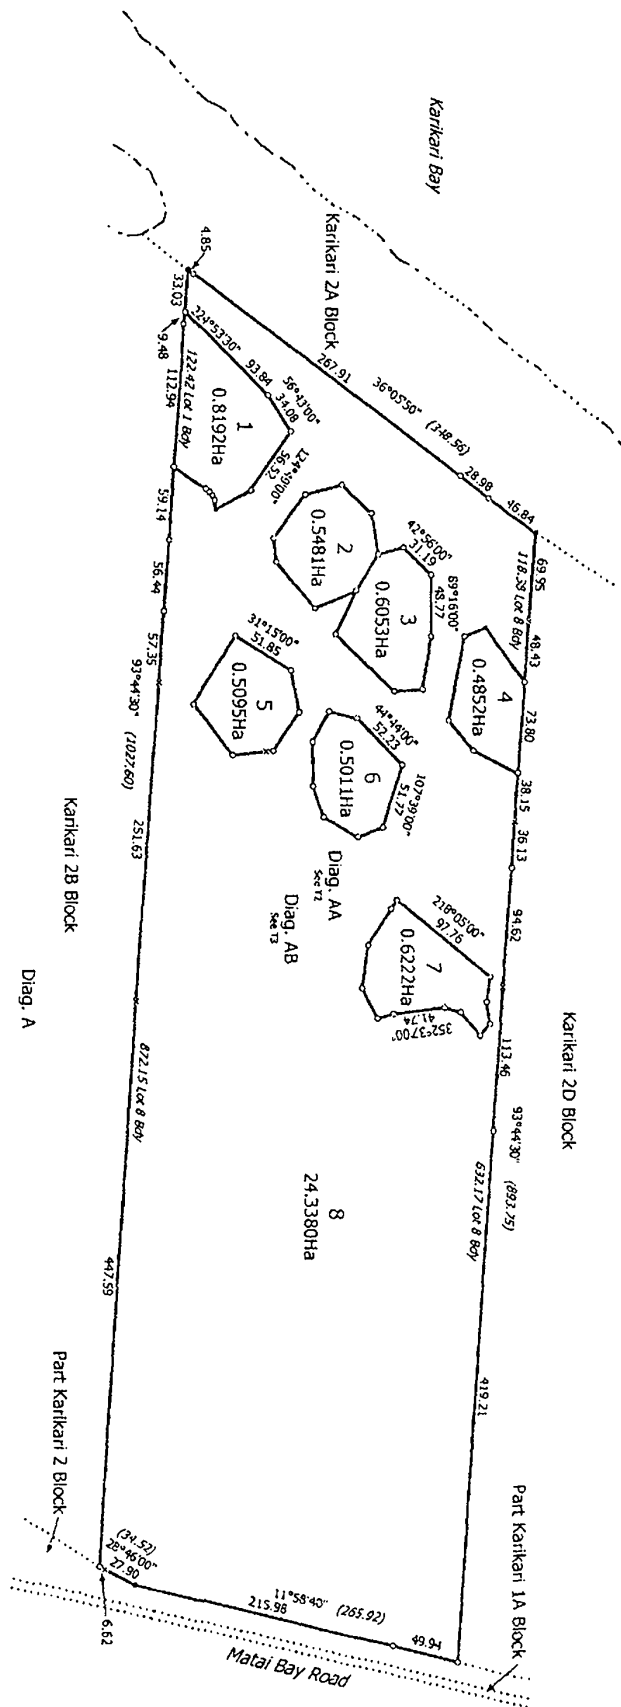 Karikari Bay
Karikari 2A Block
4.85
33.03
9.48
324°53'30"
93.84
122.42 Lot 1 Bdy
112.94
56°43'00"
34.08
124°49'00"
56.52
1
0.8192Ha
267.91
36°05'50"
(348.56)
28.98
46.84
69.95
118.38 Lot 8 Bdy
48.43
73.80
38.15
36.13
94.62
113.46
93°44'30"
(893.75)
632.17 Lot 8 Bdy
419.21
Karikari 2D Block
2
0.5481Ha
42°56'00"
31.19
89°16'00"
48.77
3
0.6053Ha
4
0.4852Ha
31°15'00"
51.85
5
0.5095Ha
44°44'00"
52.23
107°39'00"
51.77
6
0.5011Ha
218°05'00"
97.76
7
0.6222Ha
352°37'00"
41.74
Diag. AA
See T2
Diag. AB
See T3
8
24.3380Ha
59.14
56.44
57.35
93°44'30"
(1027.60)
251.63
872.15 Lot 8 Bdy
447.59
Karikari 2B Block
Diag. A
Part Karikari 2 Block
Part Karikari 1A Block
(34.52)
28°46'00"
27.90
6.62
11°58'40"
(265.92)
215.98
49.94
Matai Bay Road